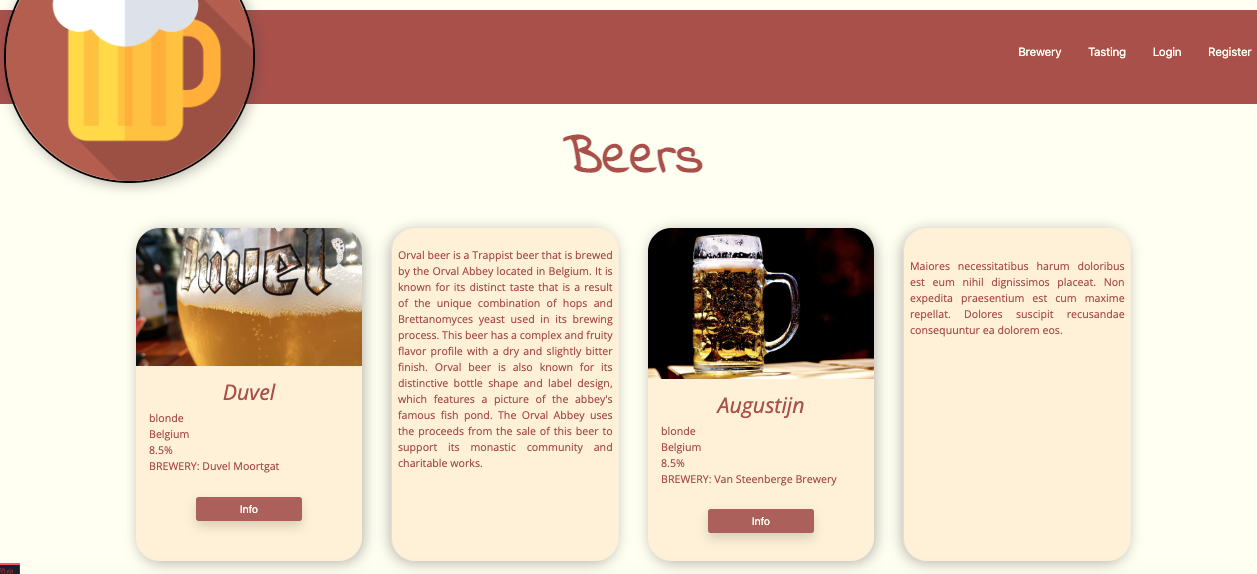 Brewery Tasting Login Register
Beers
Duvel
Duvel
blonde
Belgium
8.5%
BREWERY: Duvel Moortgat
Info
Orval beer is a Trappist beer that is brewed
by the Orval Abbey located in Belgium. It is
known for its distinct taste that is a result
of the unique combination of hops and
Brettanomyces yeast used in its brewing
process. This beer has a complex and fruity
flavor profile with a dry and slightly bitter
finish. Orval beer is also known for its
distinctive bottle shape and label design,
which features a picture of the abbey's
famous fish pond. The Orval Abbey uses
the proceeds from the sale of this beer to
support its monastic community and
charitable works.
Augustijn
blonde
Belgium
8.5%
BREWERY: Van Steenberge Brewery
Info
Maiores necessitatibus harum doloribus
est eum nihil dignissimos placeat. Non
expedita praesentium est cum maxime
repellat. Dolores suscipit recusandae
consequuntur ea dolorem eos.